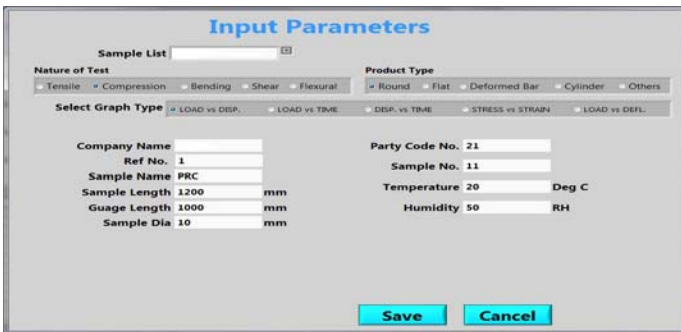 Input Parameters
Sample List
Nature of Test
Product Type
Tensile Compression Bending Shear Flexural
Round Flat Deformed Bar Cylinder Others
Select Graph Type LOAD vs DISP. LOAD vs TIME DISP. vs TIME STRESS vs STRAIN LOAD vs DEFL.
Company Name
Ref No. 1
Sample Name PRC
Sample Length 1200 mm
Guage Length 1000 mm
Sample Dia 10 mm
Party Code No. 21
Sample No. 11
Temperature 20 Deg C
Humidity 50 RH
Save Cancel